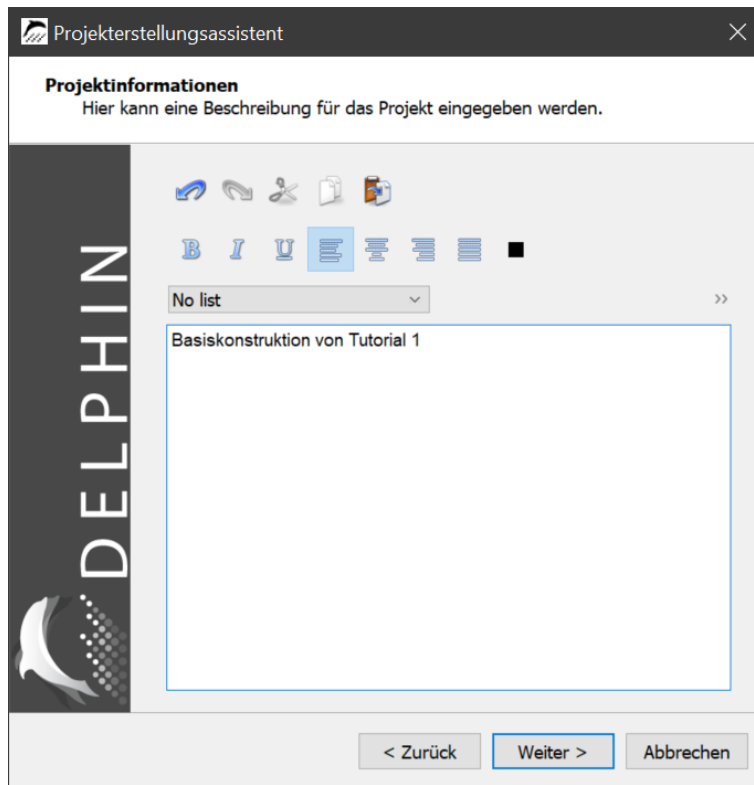 Projekterstellungsassistent
Projektinformationen
Hier kann eine Beschreibung für das Projekt eingegeben werden.
DELPHIN
B I U
No list
»
Basiskonstruktion von Tutorial 1
< Zurück Weiter > Abbrechen